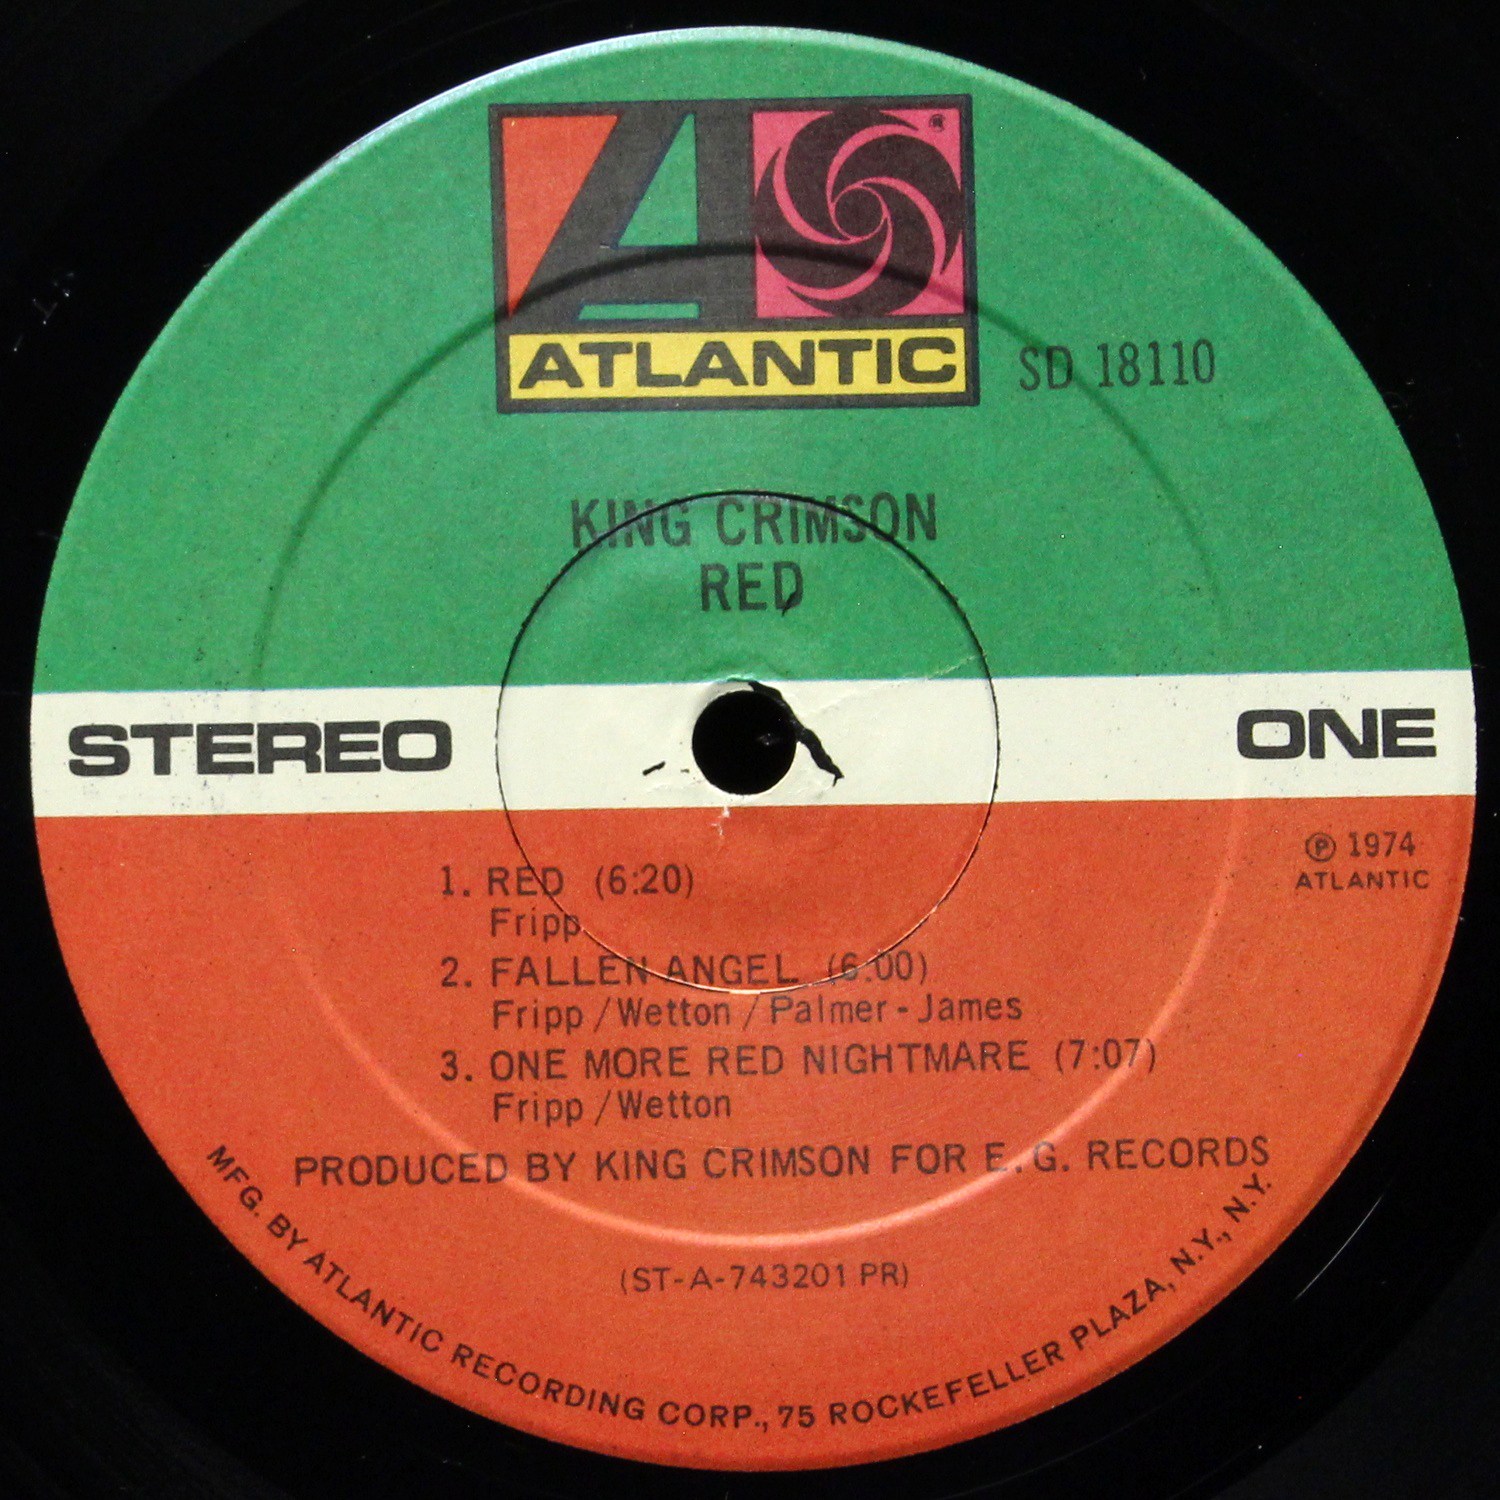 ATLANTIC
®
SD 18110
KING CRIMSON
RED
STEREO
ONE
℗ 1974
ATLANTIC
1. RED (6:20)
Fripp
2. FALLEN ANGEL (6:00)
Fripp/Wetton/Palmer-James
3. ONE MORE RED NIGHTMARE (7:07)
Fripp/Wetton
PRODUCED BY KING CRIMSON FOR E.G. RECORDS
(ST-A-743201 PR)
MFG. BY ATLANTIC RECORDING CORP., 75 ROCKEFELLER PLAZA, N.Y., N.Y.